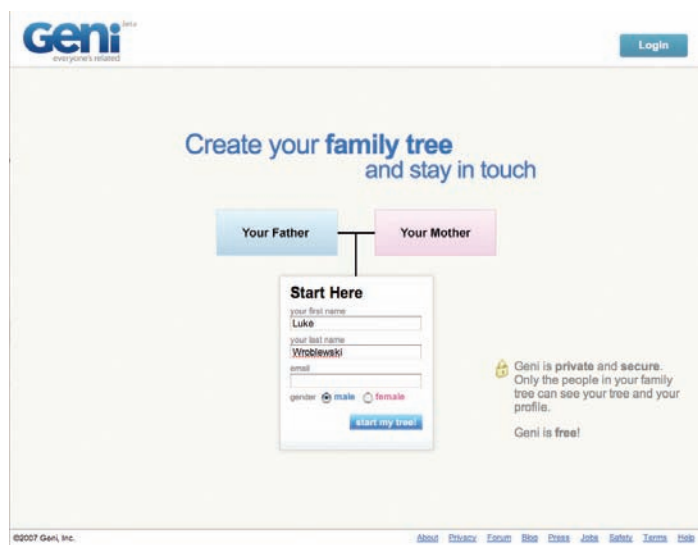 Geni beta
everyone's related
Login
Create your family tree
and stay in touch
Your Father
Your Mother
Start Here
your first name
Luke
your last name
Wroblewski
email
gender male female
start my tree!
Geni is private and secure.
Only the people in your family
tree can see your tree and your
profile.
Geni is free!
©2007 Geni, Inc.
About Privacy Forum Blog Press Jobs Safety Terms Help